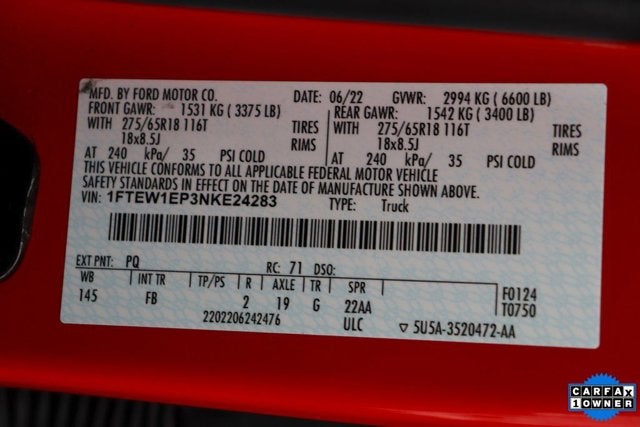 MFD. BY FORD MOTOR CO. DATE: 06/22 GVWR: 2994 KG ( 6600 LB)
FRONT GAWR: 1531 KG ( 3375 LB) REAR GAWR: 1542 KG ( 3400 LB)
WITH 275/65R18 116T TIRES WITH 275/65R18 116T TIRES
18x8.5J RIMS 18x8.5J RIMS
AT 240 kPa/ 35 PSI COLD AT 240 kPa/ 35 PSI COLD
THIS VEHICLE CONFORMS TO ALL APPLICABLE FEDERAL MOTOR VEHICLE
SAFETY STANDARDS IN EFFECT ON THE DATE OF MANUFACTURE SHOWN ABOVE.
VIN: 1FTEW1EP3NKE24283 TYPE: Truck
EXT PNT: PQ RC: 71 DSO:
WB INT TR TP/PS R AXLE TR SPR F0124
145 FB 2 19 G 22AA T0750
2202206242476 ULC ▽ 5U5A-3520472-AA
CARFAX
1 OWNER